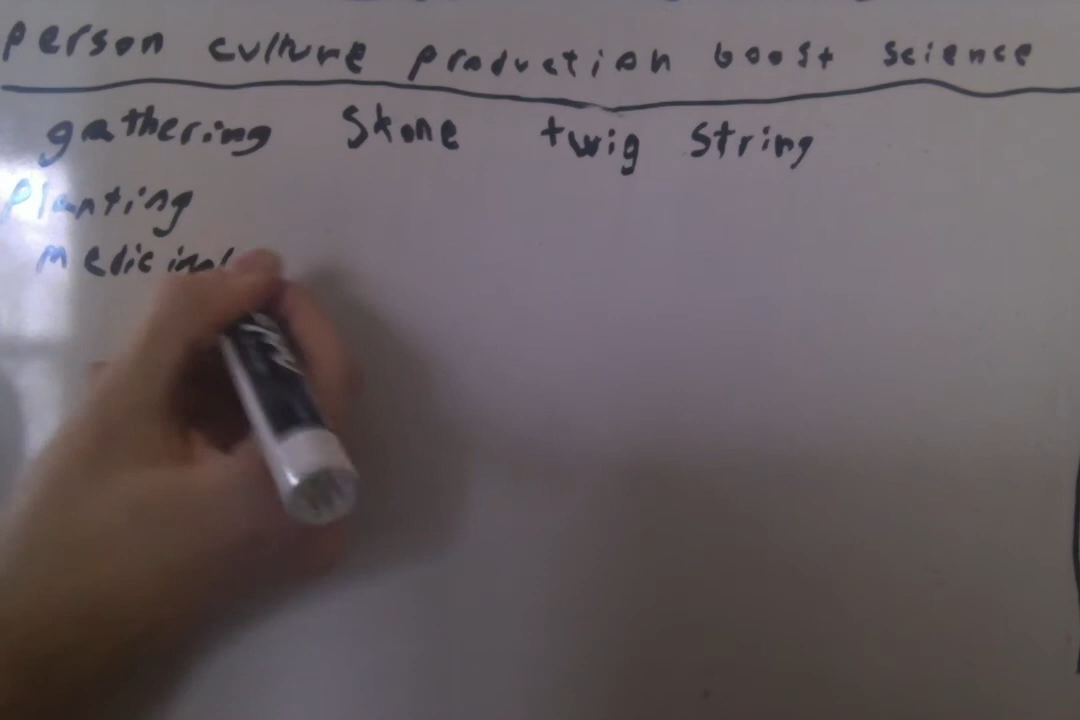 person culture production boost science
gathering Stone twig String
Planting
medicinal